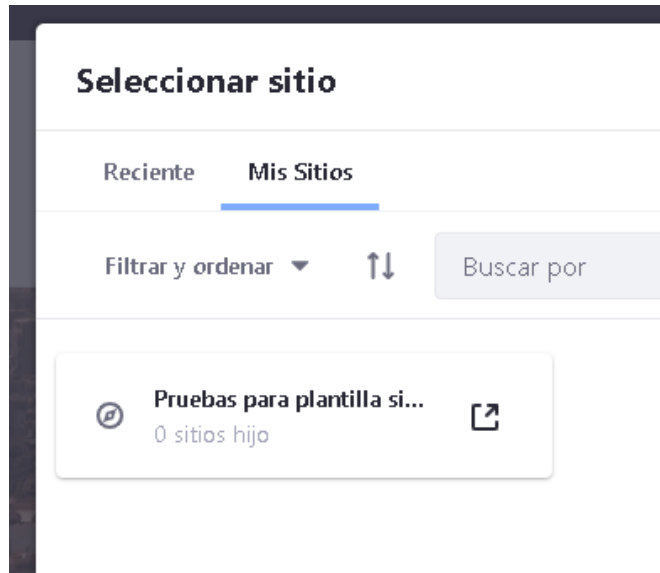 Seleccionar sitio
Reciente Mis Sitios
Filtrar y ordenar Buscar por
Pruebas para plantilla si...
0 sitios hijo